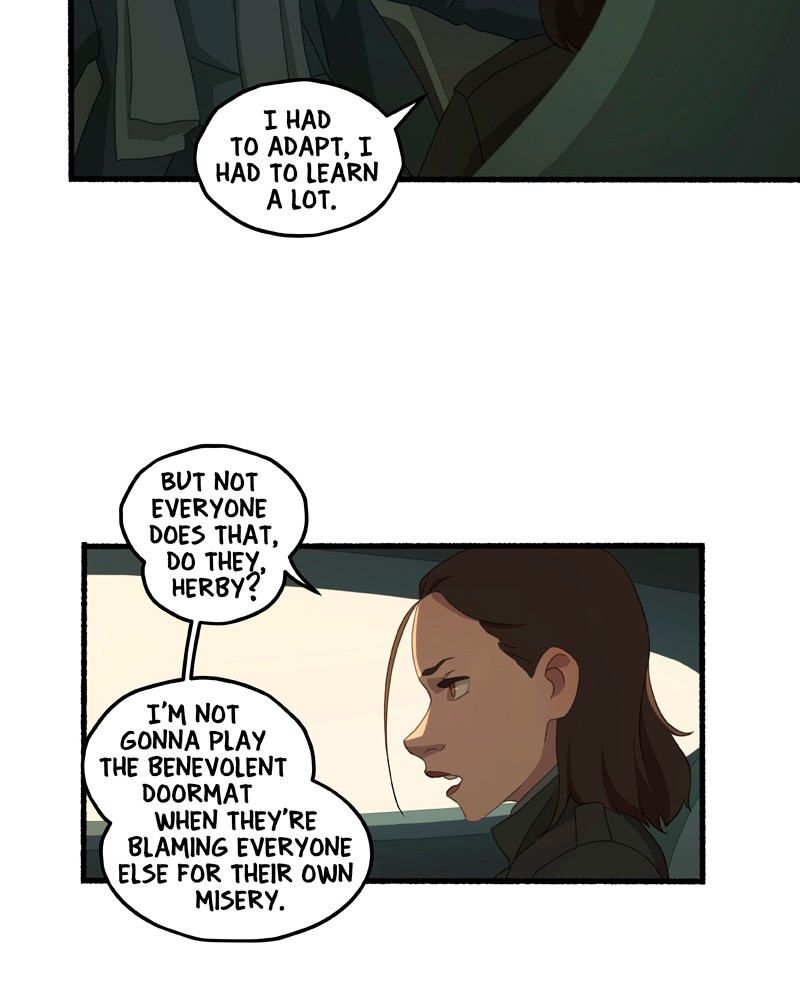 I HAD
TO ADAPT, I
HAD TO LEARN
A LOT.
BUT NOT
EVERYONE
DOES THAT,
DO THEY,
HERBY?
I'M NOT
GONNA PLAY
THE BENEVOLENT
DOORMAT
WHEN THEY'RE
BLAMING EVERYONE
ELSE FOR THEIR OWN
MISERY.